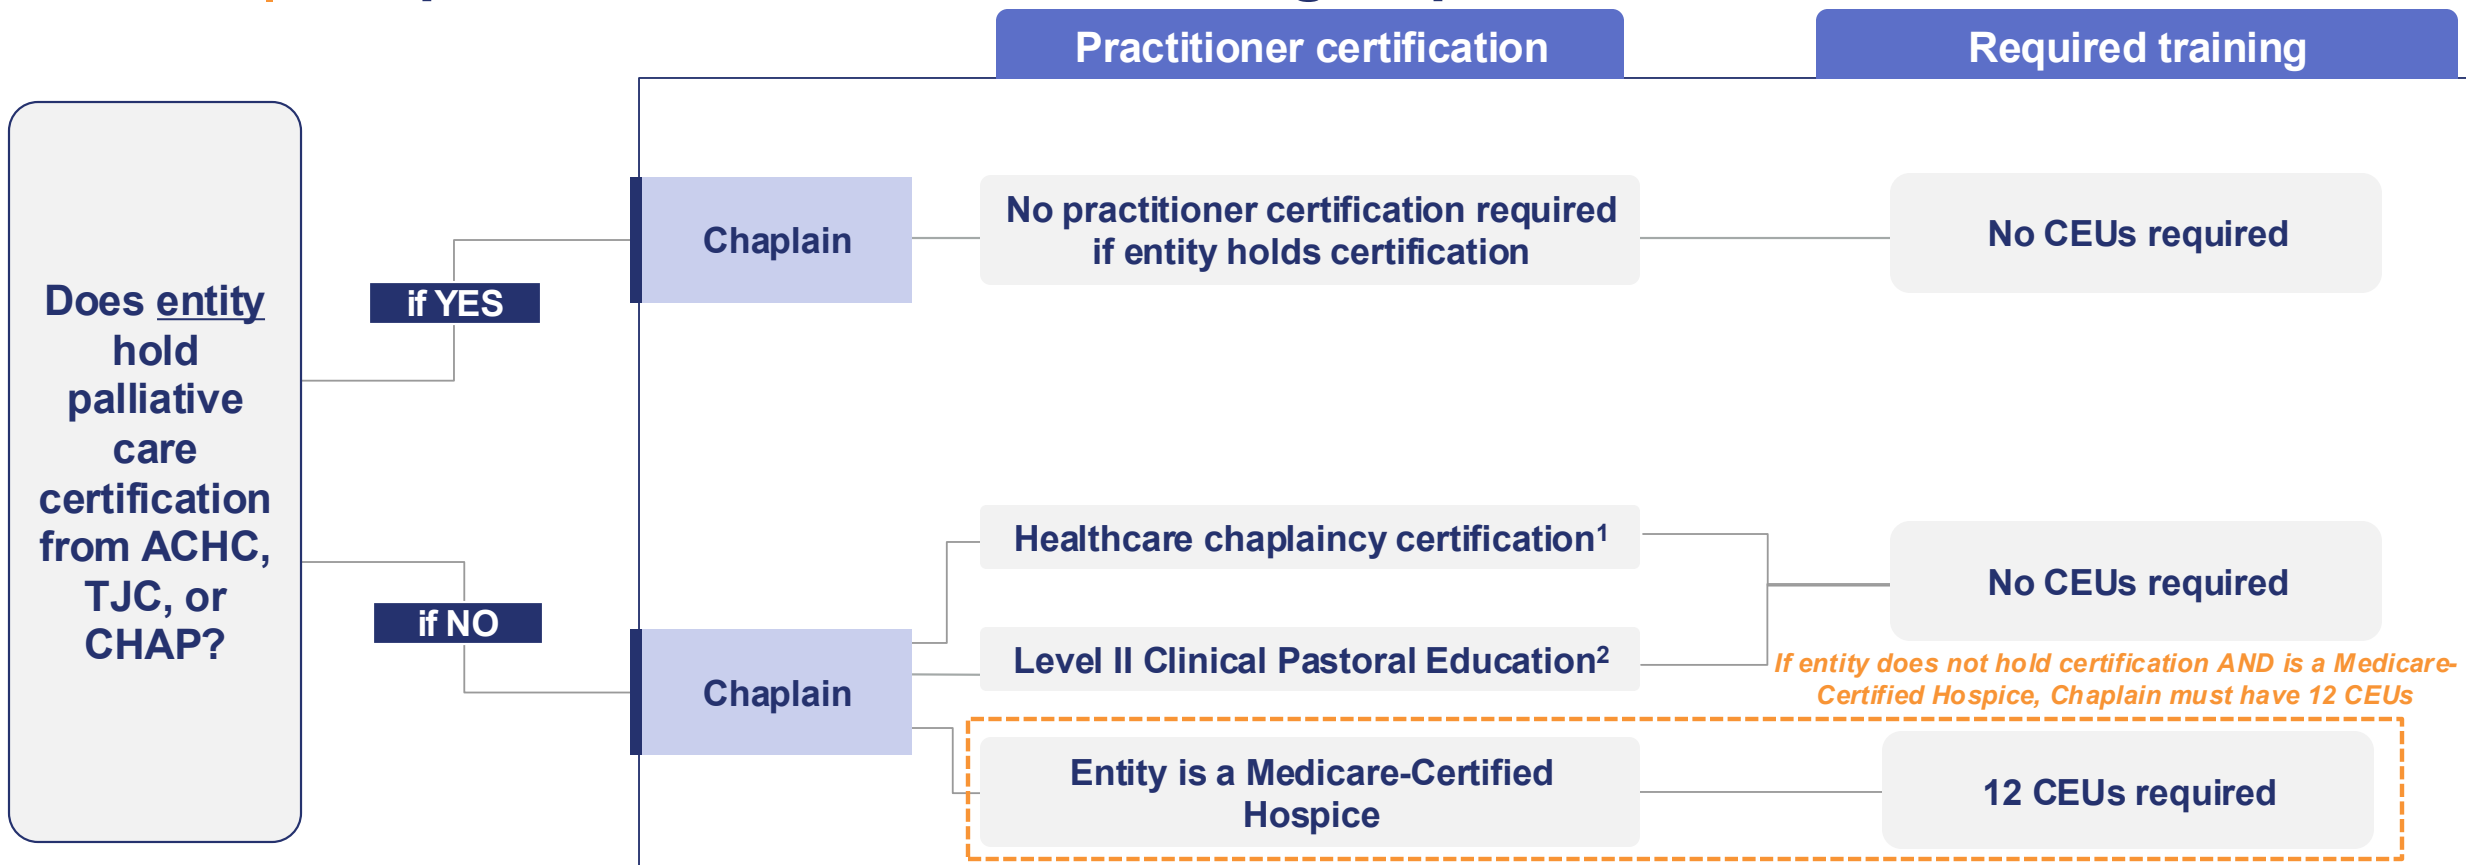 Practitioner certification
Required training
Does entity
hold
palliative
care
certification
from ACHC,
TJC, or
CHAP?
if YES
Chaplain
No practitioner certification required
if entity holds certification
No CEUs required
if NO
Chaplain
Healthcare chaplaincy certification¹
Level II Clinical Pastoral Education²
No CEUs required
If entity does not hold certification AND is a Medicare-
Certified Hospice, Chaplain must have 12 CEUs
Entity is a Medicare-Certified
Hospice
12 CEUs required